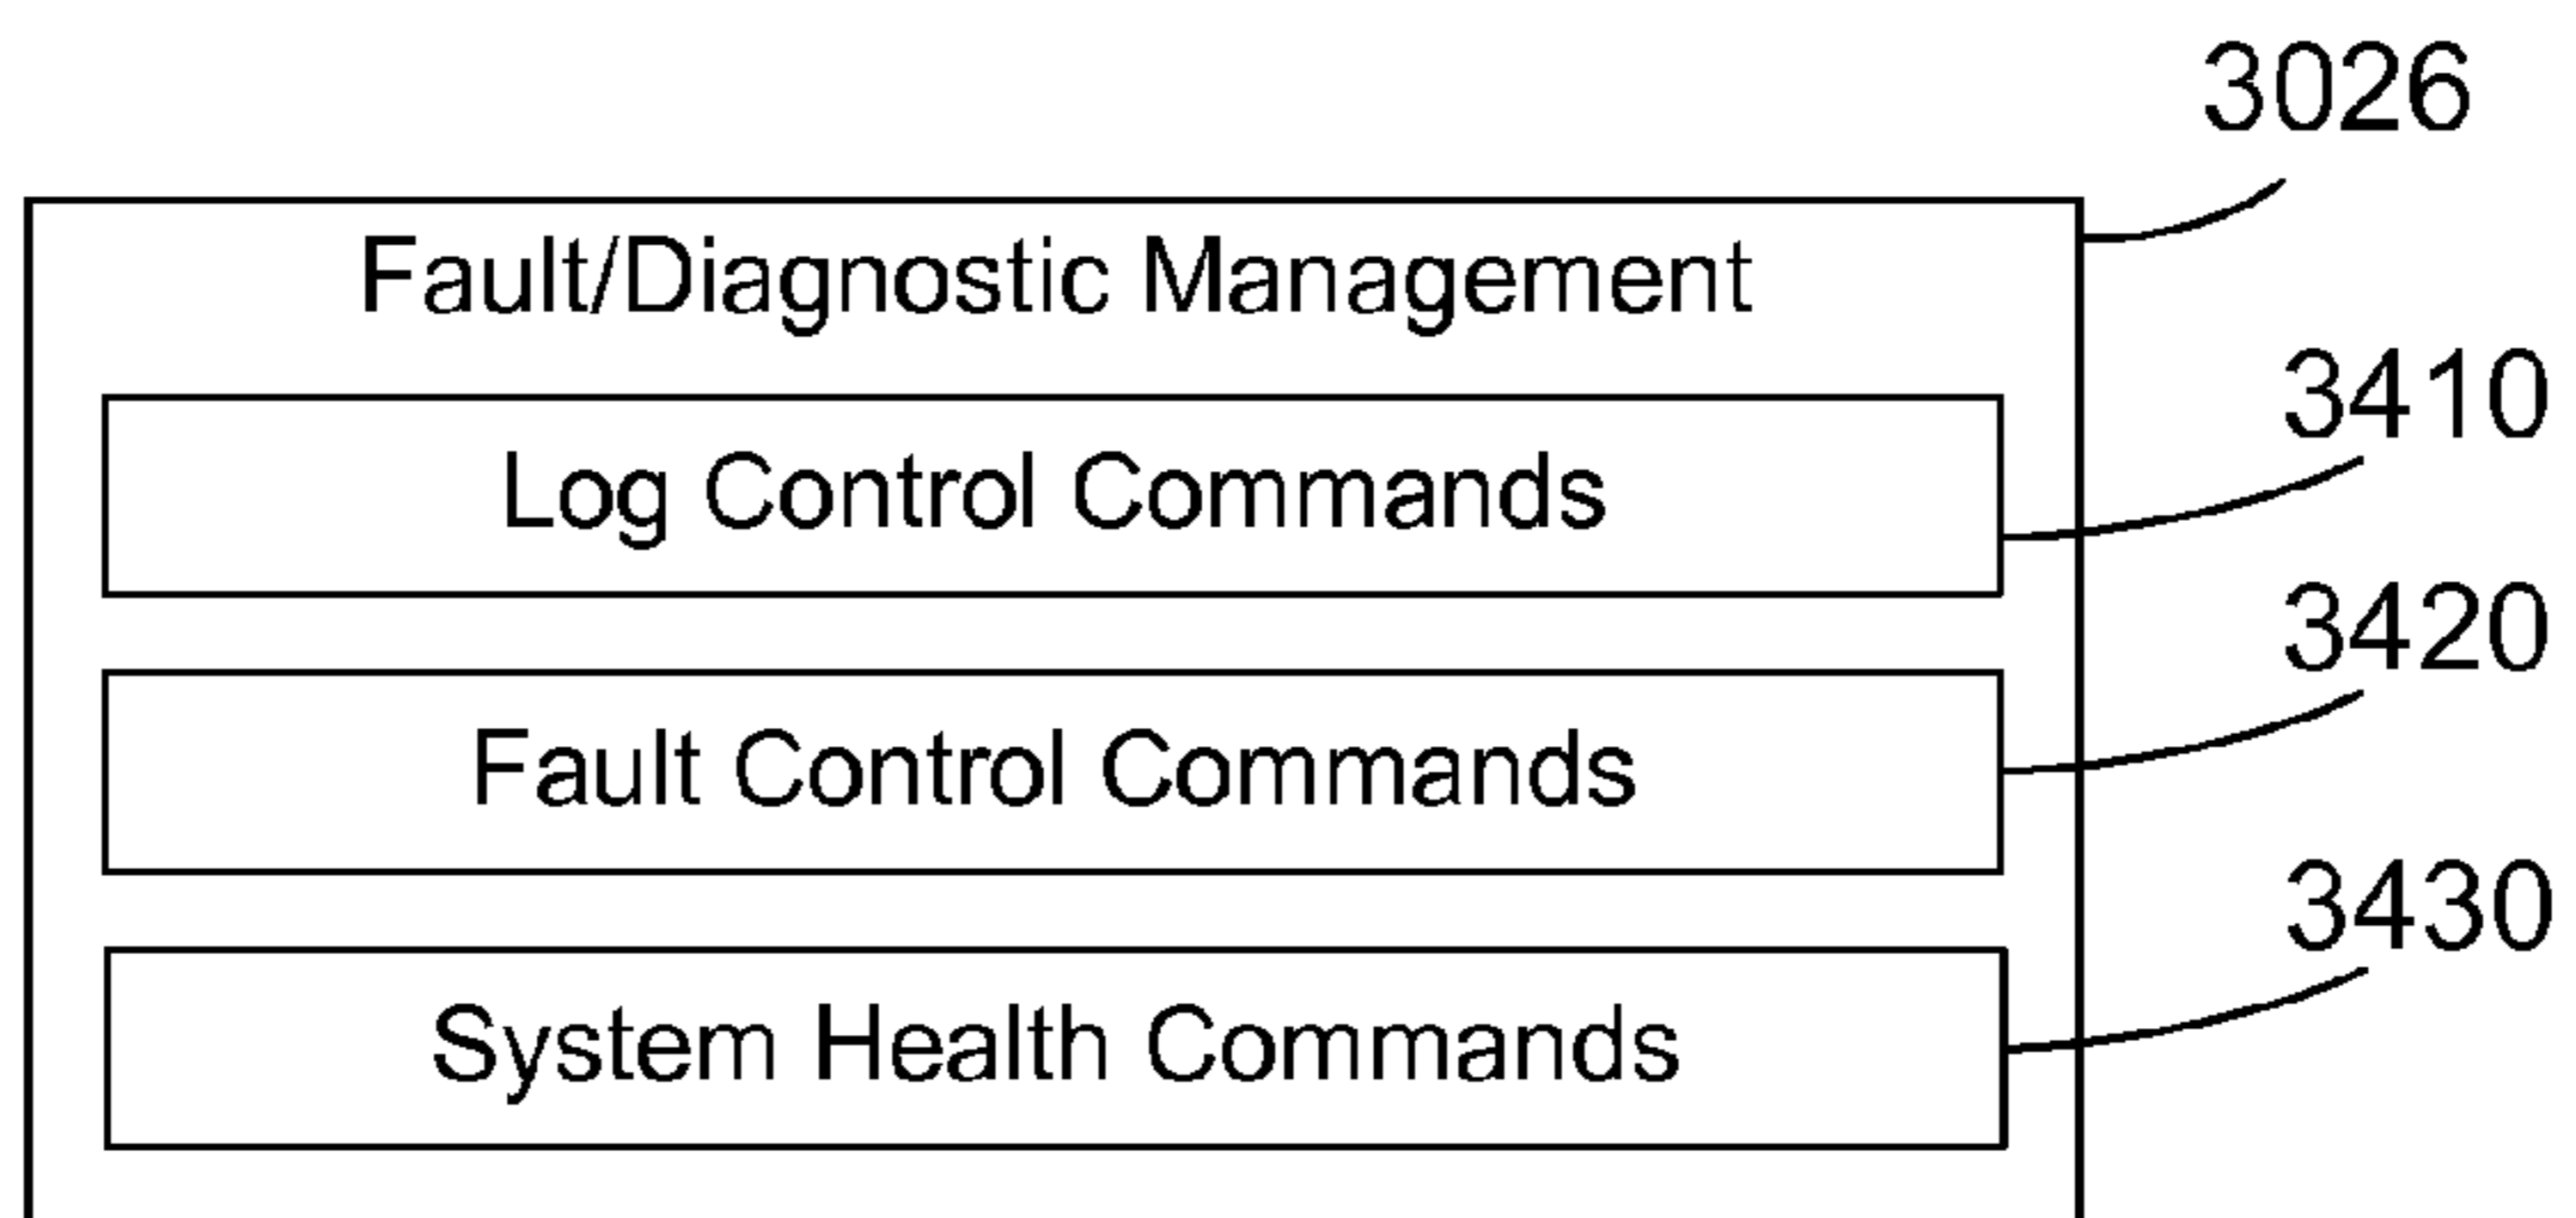 3026
Fault/Diagnostic Management
3410
Log Control Commands
3420
Fault Control Commands
3430
System Health Commands